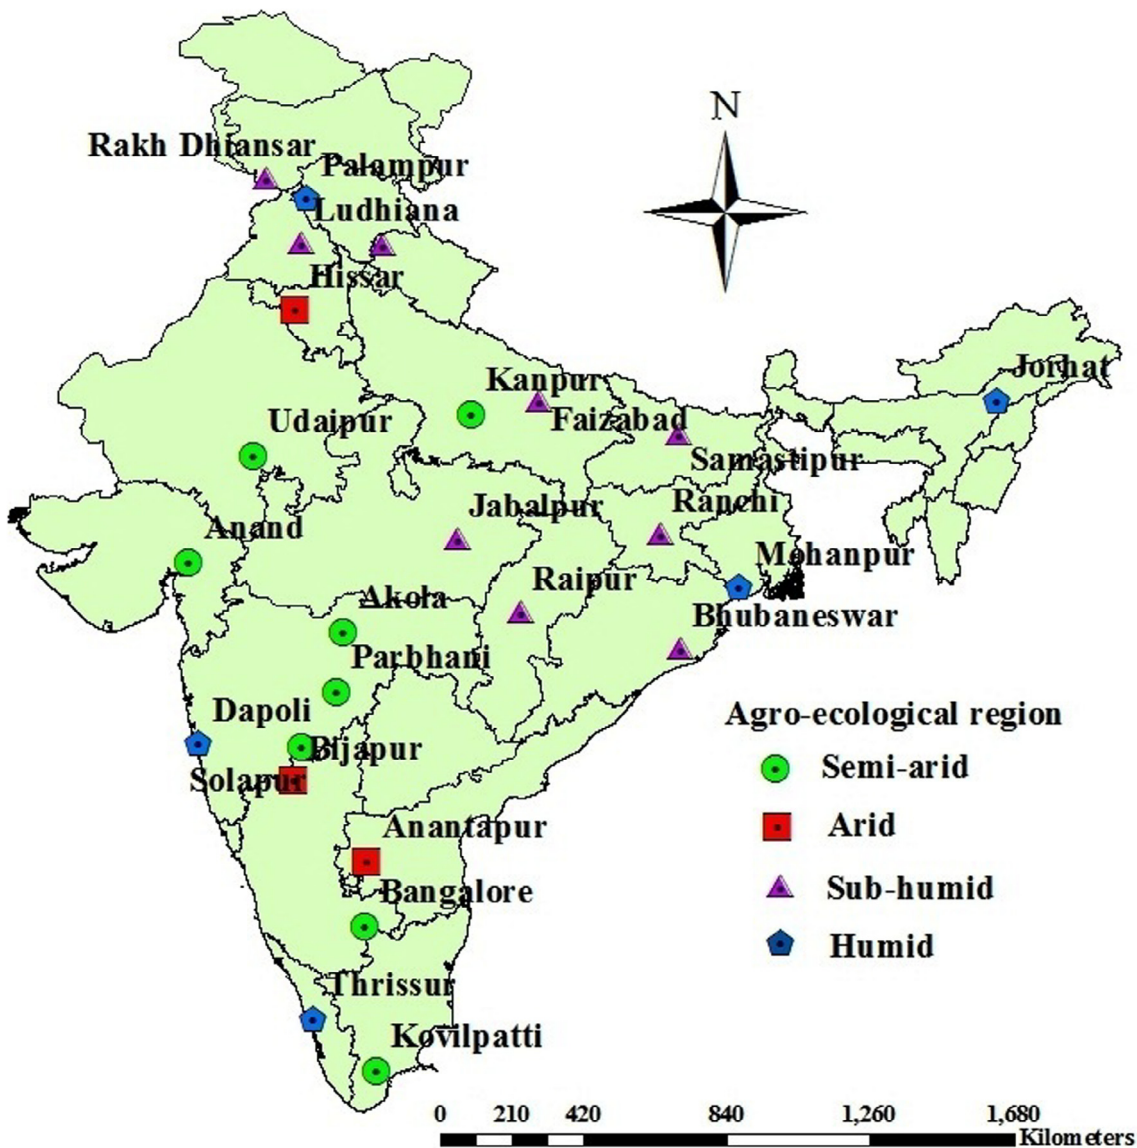 N
Rakh Dhiansar
Palampur
Ludhiana
Hissar
Jorhat
Kanpur
Faizabad
Udaipur
Samastipur
Jabalpur
Ranchi
Anand
Mohanpur
Raipur
Akola
Bhubaneswar
Parbhani
Dapoli
Bijapur
Solapur
Agro-ecological region
Semi-arid
Arid
Anantapur
Sub-humid
Bangalore
Humid
Thrissur
Kovilpatti
0 210 420 840 1,260 1,680
Kilometers